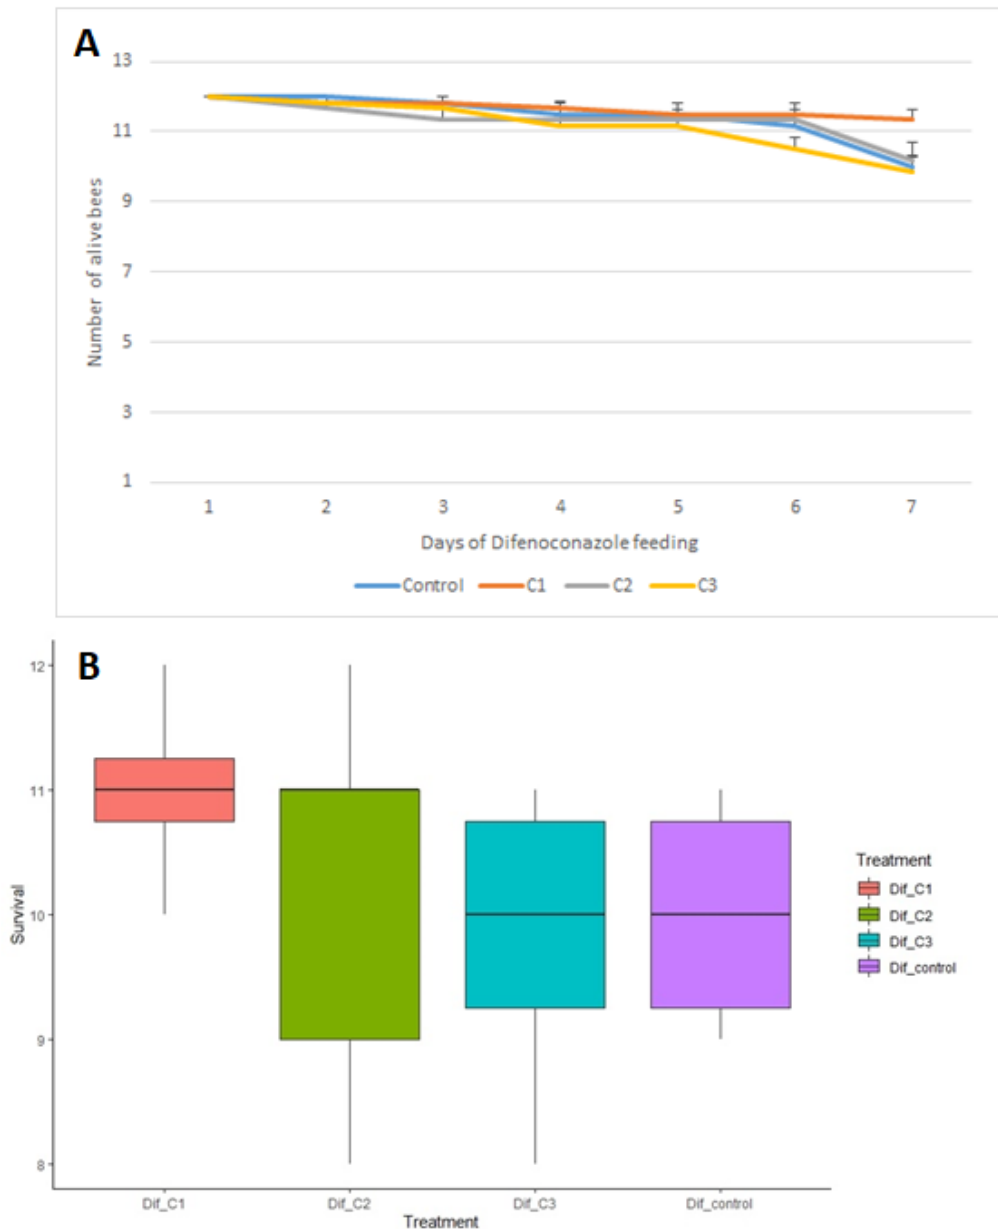 A
13
11
9
7
5
3
1
Number of alive bees
1 2 3 4 5 6 7
Days of Difenoconazole feeding
Control C1 C2 C3
B
12
11
10
9
8
Survival
Dif_C1 Dif_C2 Dif_C3 Dif_control
Treatment
Treatment
Dif_C1
Dif_C2
Dif_C3
Dif_control